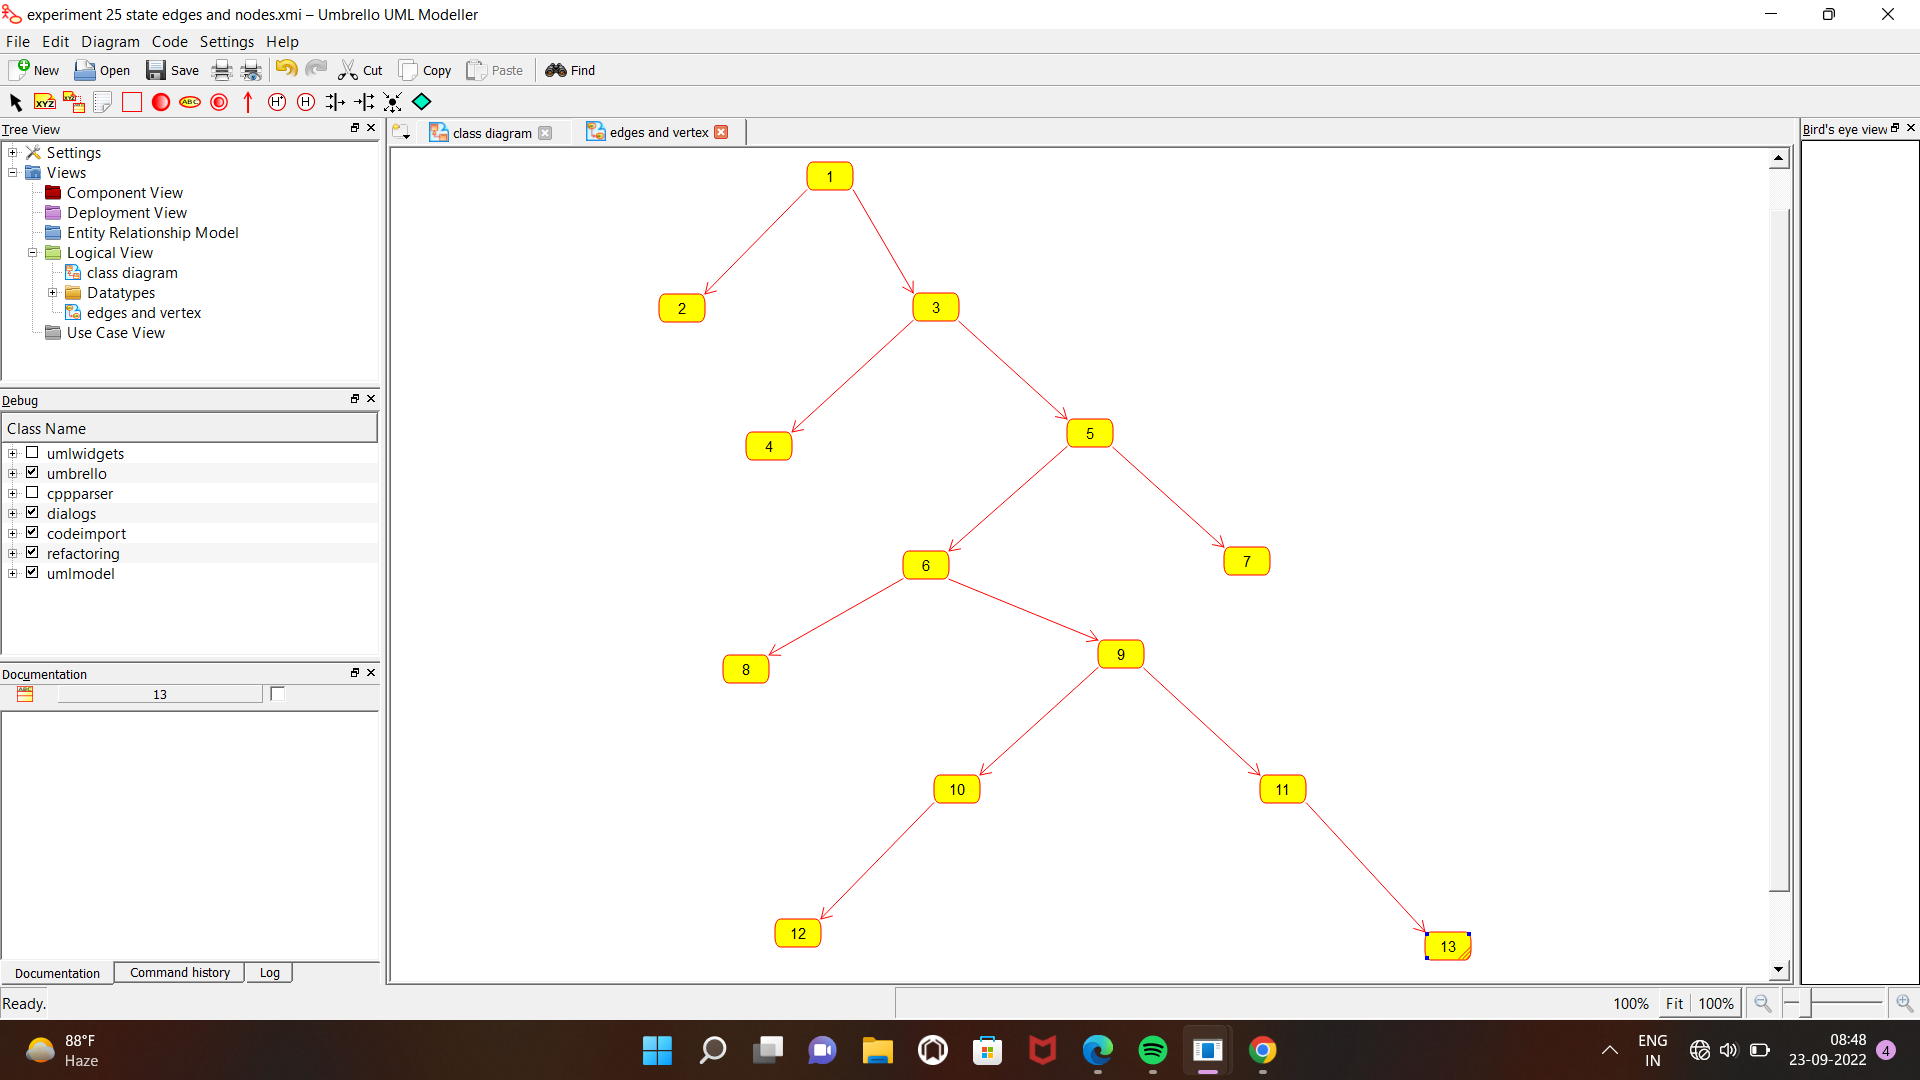 experiment 25 state edges and nodes.xmi – Umbrello UML Modeller
File Edit Diagram Code Settings Help
New Open Save Cut Copy Paste Find
XYZ XYZ ABC H* H
Tree View
Settings
Views
Component View
Deployment View
Entity Relationship Model
Logical View
class diagram
Datatypes
edges and vertex
Use Case View
Debug
Class Name
umlwidgets
umbrello
cppparser
dialogs
codeimport
refactoring
umlmodel
Documentation
13
Documentation Command history Log
Ready.
class diagram edges and vertex
1
2
3
4
5
6
7
8
9
10
11
12
13
Bird's eye view
100% Fit 100%
88°F
Haze
ENG
IN
08:48
23-09-2022
4